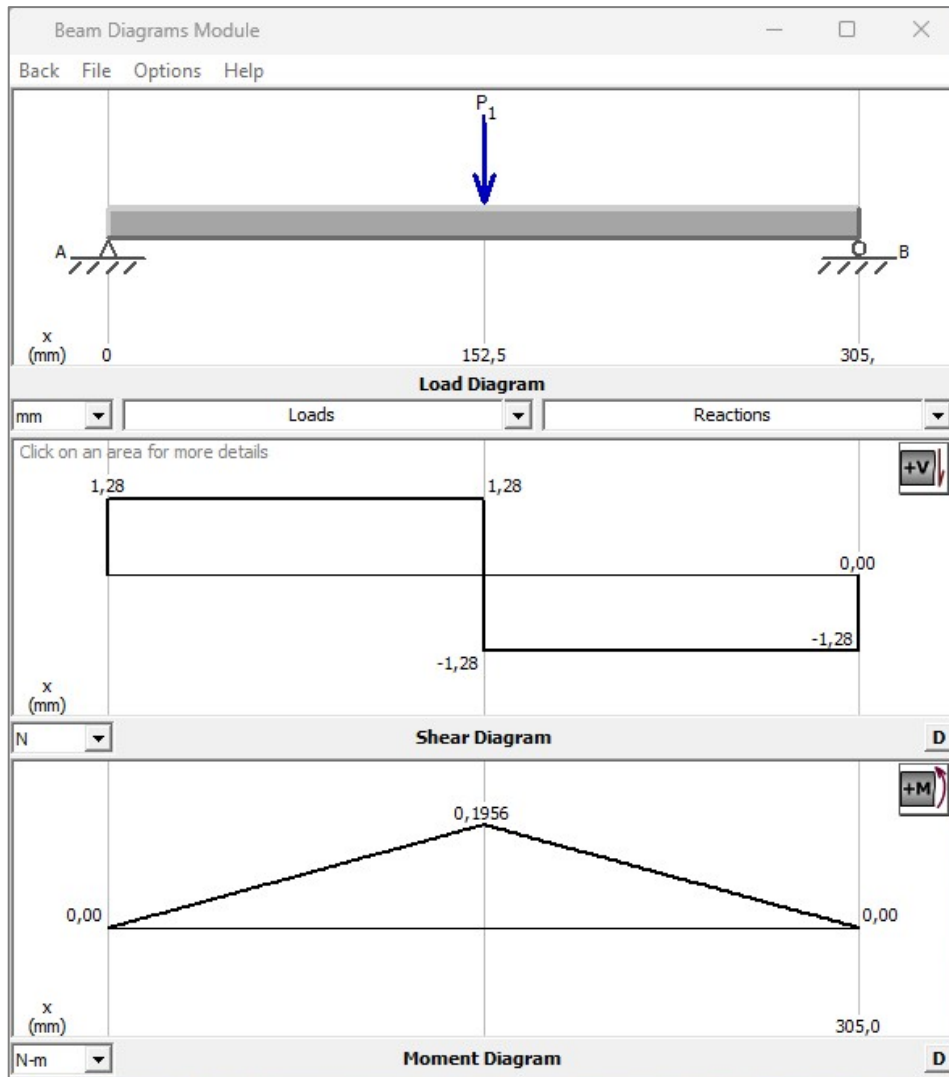 Beam Diagrams Module
Back File Options Help
P1
A
B
x
(mm) 0 152,5 305,
Load Diagram
mm Loads Reactions
Click on an area for more details
+V
1,28 1,28
0,00
-1,28 -1,28
x
(mm)
N Shear Diagram D
+M
0,1956
0,00 0,00
x
(mm) 305,0
N-m Moment Diagram D